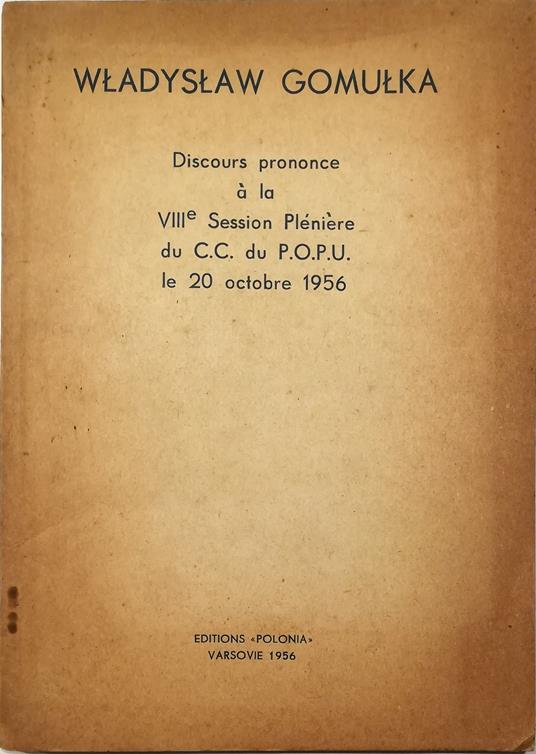 WŁADYSŁAW GOMUŁKA
Discours prononce
à la
VIIIe Session Plénière
du C.C. du P.O.P.U.
le 20 octobre 1956
EDITIONS «POLONIA»
VARSOVIE 1956